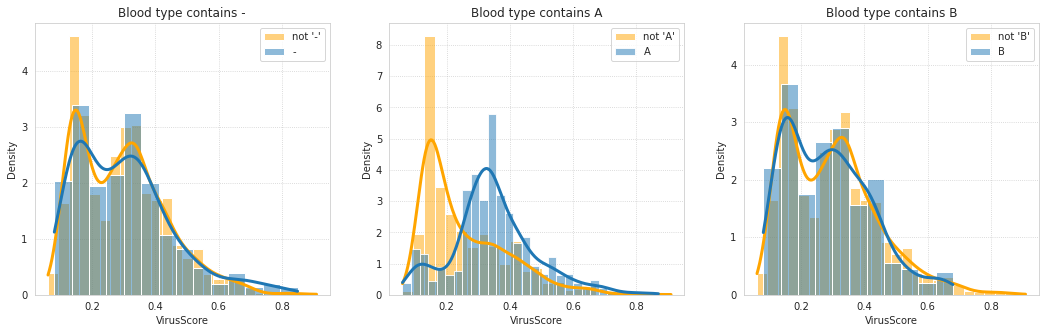 Blood type contains -
Density
4
3
2
1
0
0.2 0.4 0.6 0.8
VirusScore
not '-'
-
Blood type contains A
Density
8
7
6
5
4
3
2
1
0
0.2 0.4 0.6 0.8
VirusScore
not 'A'
A
Blood type contains B
Density
4
3
2
1
0
0.2 0.4 0.6 0.8
VirusScore
not 'B'
B